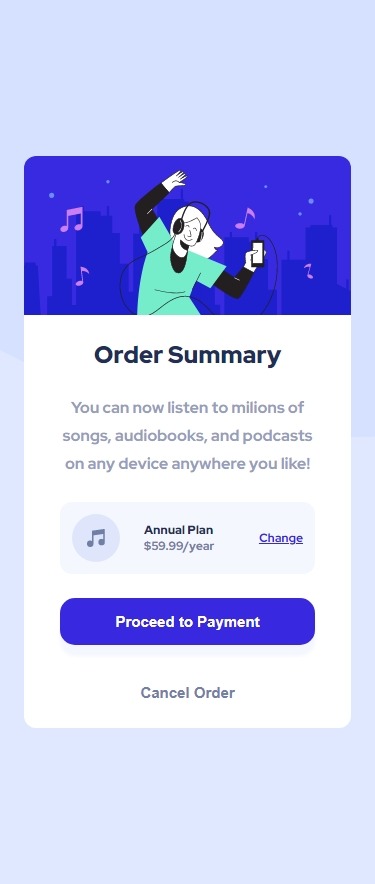 Order Summary
You can now listen to milions of
songs, audiobooks, and podcasts
on any device anywhere you like!
Annual Plan
$59.99/year
Change
Proceed to Payment
Cancel Order